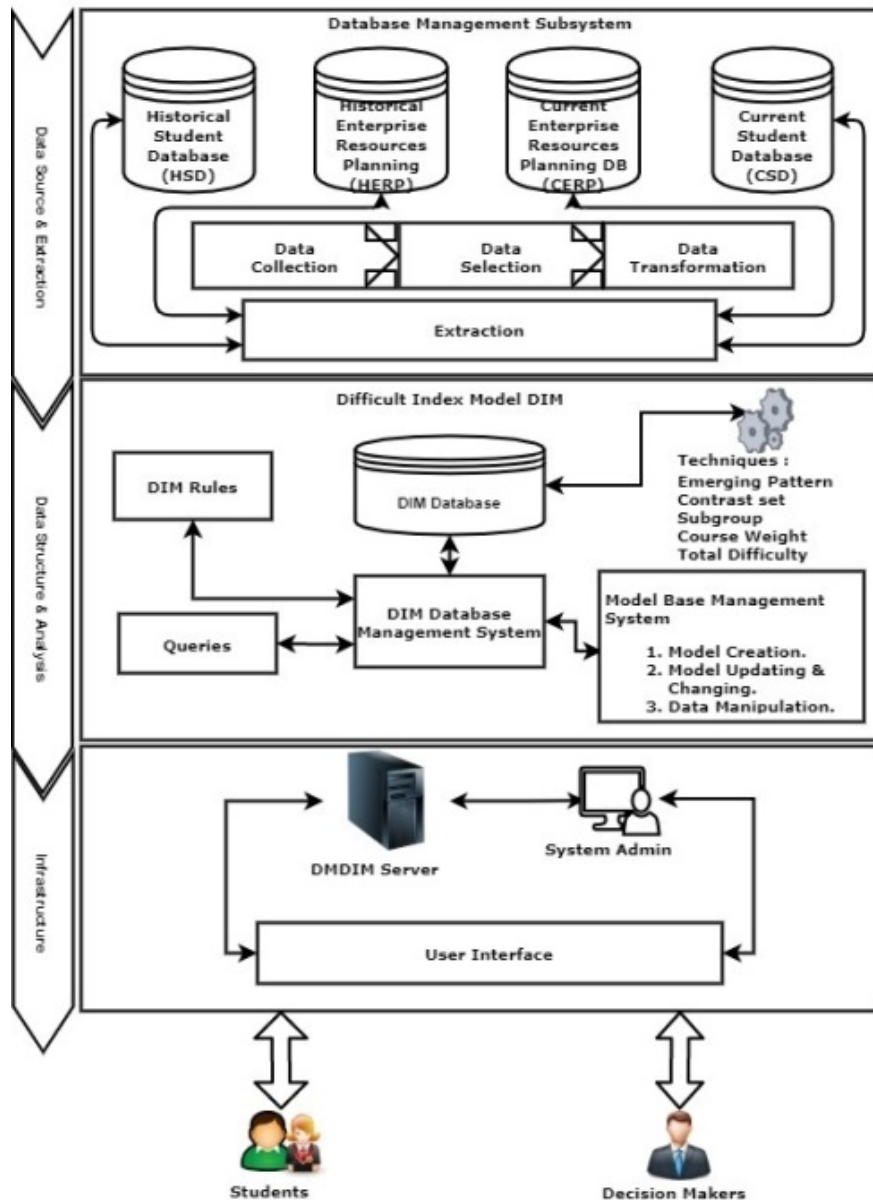 Database Management Subsystem
Historical
Student
Database
(HSD)
Historical
Enterprise
Resources
Planning
(HERP)
Current
Enterprise
Resources
Planning DB
(CERP)
Current
Student
Database
(CSD)
Data Source & Extraction
Data
Collection
Data
Selection
Data
Transformation
Extraction
Difficult Index Model DIM
Data Structure & Analysis
DIM Rules
DIM Database
Techniques :
Emerging Pattern
Contrast set
Subgroup
Course Weight
Total Difficulty
Queries
DIM Database
Management System
Model Base Management
System
1. Model Creation.
2. Model Updating &
Changing.
3. Data Manipulation.
Infrastructure
DMDIM Server
System Admin
User Interface
Students
Decision Makers